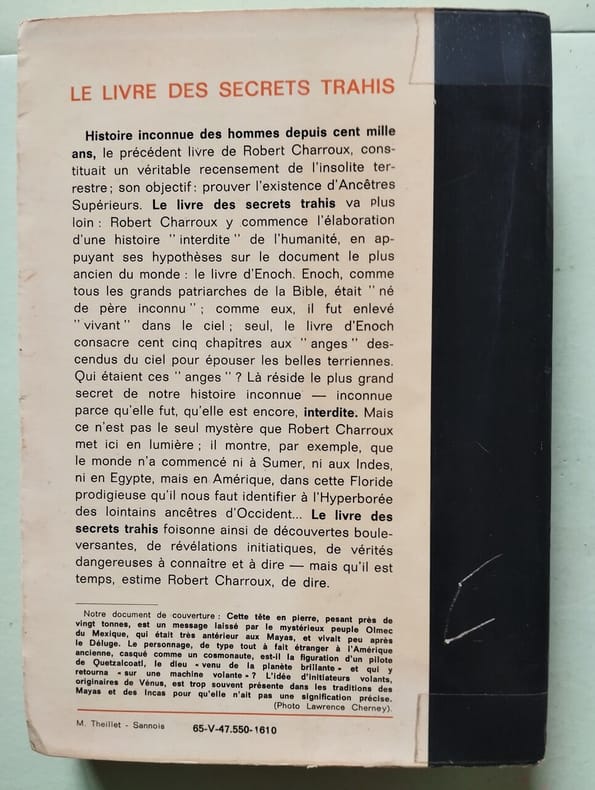 LE LIVRE DES SECRETS TRAHIS
Histoire inconnue des hommes depuis cent mille
ans, le précédent livre de Robert Charroux, cons-
tituait un véritable recensement de l'insolite ter-
restre ; son objectif : prouver l'existence d'Ancêtres
Supérieurs. Le livre des secrets trahis va plus
loin : Robert Charroux y commence l'élaboration
d'une histoire " interdite " de l'humanité, en ap-
puyant ses hypothèses sur le document le plus
ancien du monde : le livre d'Enoch. Enoch, comme
tous les grands patriarches de la Bible, était " né
de père inconnu " ; comme eux, il fut enlevé
" vivant " dans le ciel ; seul, le livre d'Enoch
consacre cent cinq chapitres aux " anges " des-
cendus du ciel pour épouser les belles terriennes.
Qui étaient ces " anges " ? Là réside le plus grand
secret de notre histoire inconnue — inconnue
parce qu'elle fut, qu'elle est encore, interdite. Mais
ce n'est pas le seul mystère que Robert Charroux
met ici en lumière ; il montre, par exemple, que
le monde n'a commencé ni à Sumer, ni aux Indes,
ni en Egypte, mais en Amérique, dans cette Floride
prodigieuse qu'il nous faut identifier à l'Hyperborée
des lointains ancêtres d'Occident... Le livre des
secrets trahis foisonne ainsi de découvertes boule-
versantes, de révélations initiatiques, de vérités
dangereuses à connaitre et à dire — mais qu'il est
temps, estime Robert Charroux, de dire.
Notre document de couverture : Cette tête en pierre, pesant près de
vingt tonnes, est un message laissé par le mystérieux peuple Olmec
du Mexique, qui était très antérieur aux Mayas, et vivait peu après
le Déluge. Le personnage, de type tout à fait étranger à l'Amérique
ancienne, casqué comme un cosmonaute, est-il la figuration d'un pilote
de Quetzalcoatl, le dieu « venu de la planète brillante » et qui y
retourna « sur une machine volante » ? L'idée d'initiateurs volants,
originaires de Vénus, est trop souvent présente dans les traditions des
Mayas et des Incas pour qu'elle n'ait pas une signification précise.
(Photo Lawrence Cherney).
M. Theillet - Sannois 65-V-47.550-1610